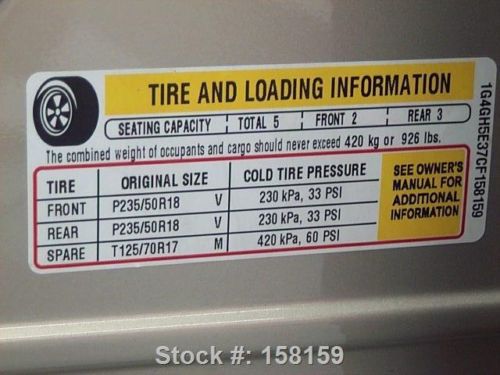 TIRE AND LOADING INFORMATION
SEATING CAPACITY TOTAL 5 FRONT 2 REAR 3
The combined weight of occupants and cargo should never exceed 420 kg or 926 lbs.
TIRE ORIGINAL SIZE COLD TIRE PRESSURE
FRONT P235/50R18 V 230 kPa, 33 PSI
REAR P235/50R18 V 230 kPa, 33 PSI
SPARE T125/70R17 M 420 kPa, 60 PSI
SEE OWNER'S
MANUAL FOR
ADDITIONAL
INFORMATION
1G4GH5E37CF158159
Stock #: 158159